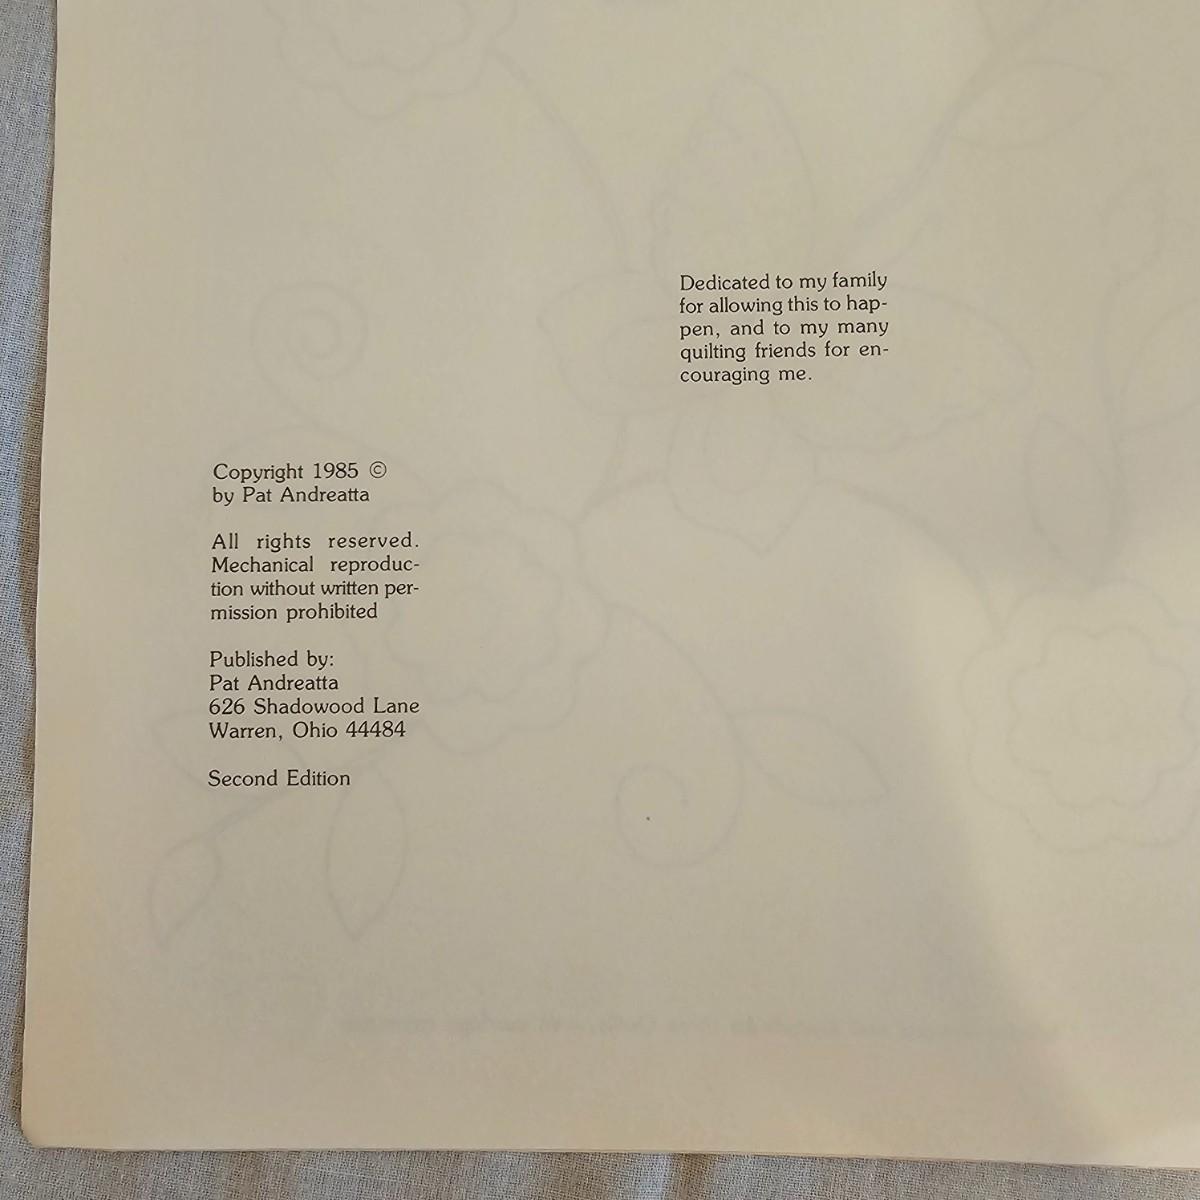 Dedicated to my family
for allowing this to hap-
pen, and to my many
quilting friends for en-
couraging me.
Copyright 1985 ©
by Pat Andreatta
All rights reserved.
Mechanical reproduc-
tion without written per-
mission prohibited
Published by:
Pat Andreatta
626 Shadowood Lane
Warren, Ohio 44484
Second Edition